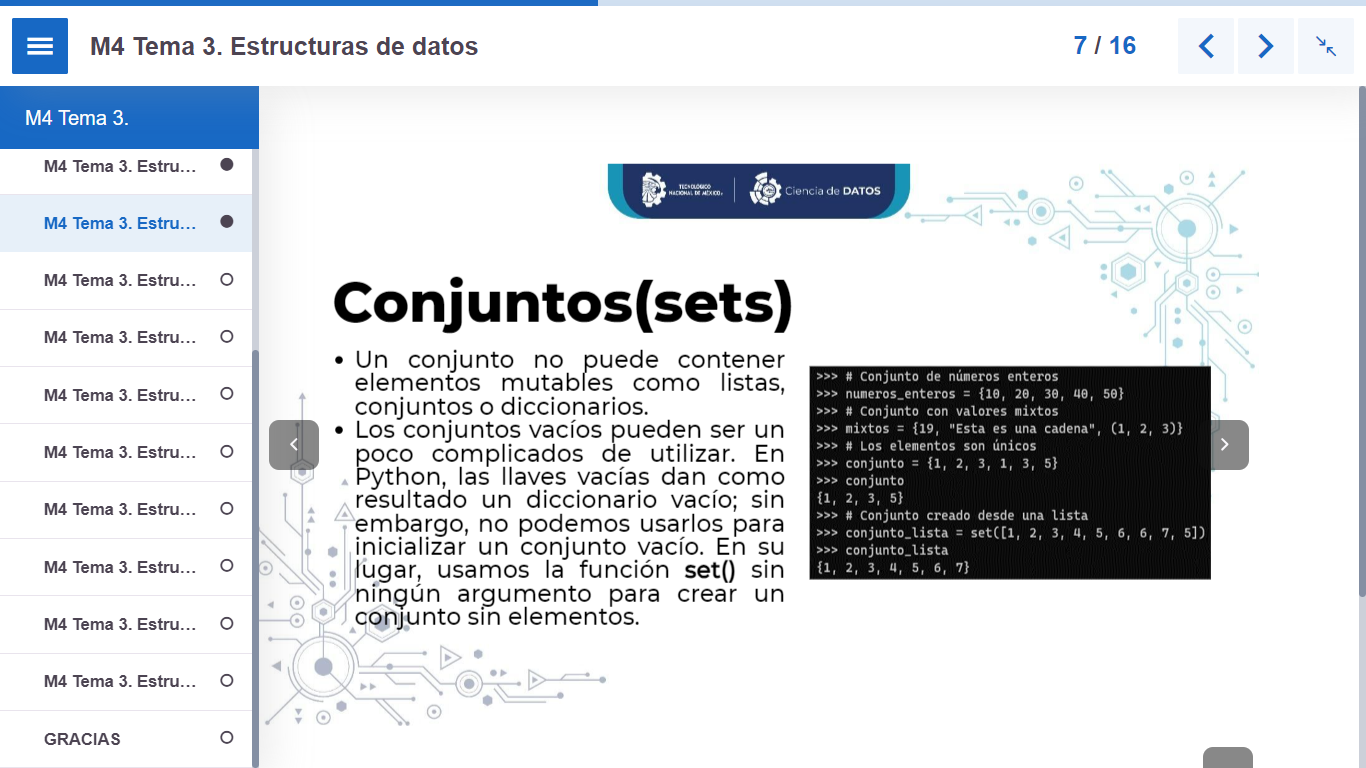 M4 Tema 3. Estructuras de datos
7 / 16
M4 Tema 3.
M4 Tema 3. Estru...
M4 Tema 3. Estru...
M4 Tema 3. Estru...
M4 Tema 3. Estru...
M4 Tema 3. Estru...
M4 Tema 3. Estru...
M4 Tema 3. Estru...
M4 Tema 3. Estru...
M4 Tema 3. Estru...
M4 Tema 3. Estru...
GRACIAS
TECNOLÓGICO
NACIONAL DE MÉXICO
Ciencia de DATOS
Conjuntos(sets)
• Un conjunto no puede contener
elementos mutables como listas,
conjuntos o diccionarios.
• Los conjuntos vacíos pueden ser un
poco complicados de utilizar. En
Python, las llaves vacías dan como
resultado un diccionario vacío; sin
embargo, no podemos usarlos para
inicializar un conjunto vacío. En su
lugar, usamos la función set() sin
ningún argumento para crear un
conjunto sin elementos.
>>> # Conjunto de números enteros
>>> numeros_enteros = {10, 20, 30, 40, 50}
>>> # Conjunto con valores mixtos
>>> mixtos = {19, "Esta es una cadena", (1, 2, 3)}
>>> # Los elementos son únicos
>>> conjunto = {1, 2, 3, 1, 3, 5}
>>> conjunto
{1, 2, 3, 5}
>>> # Conjunto creado desde una lista
>>> conjunto_lista = set([1, 2, 3, 4, 5, 6, 6, 7, 5])
>>> conjunto_lista
{1, 2, 3, 4, 5, 6, 7}